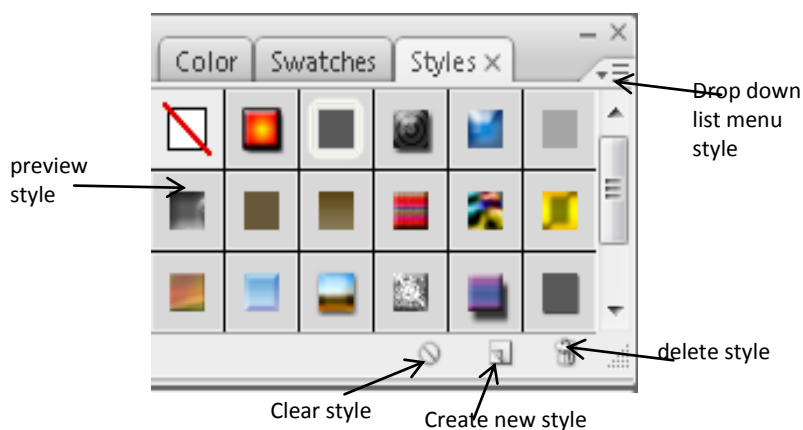 Color Swatches Styles
Drop down
list menu
style
preview
style
delete style
Clear style
Create new style